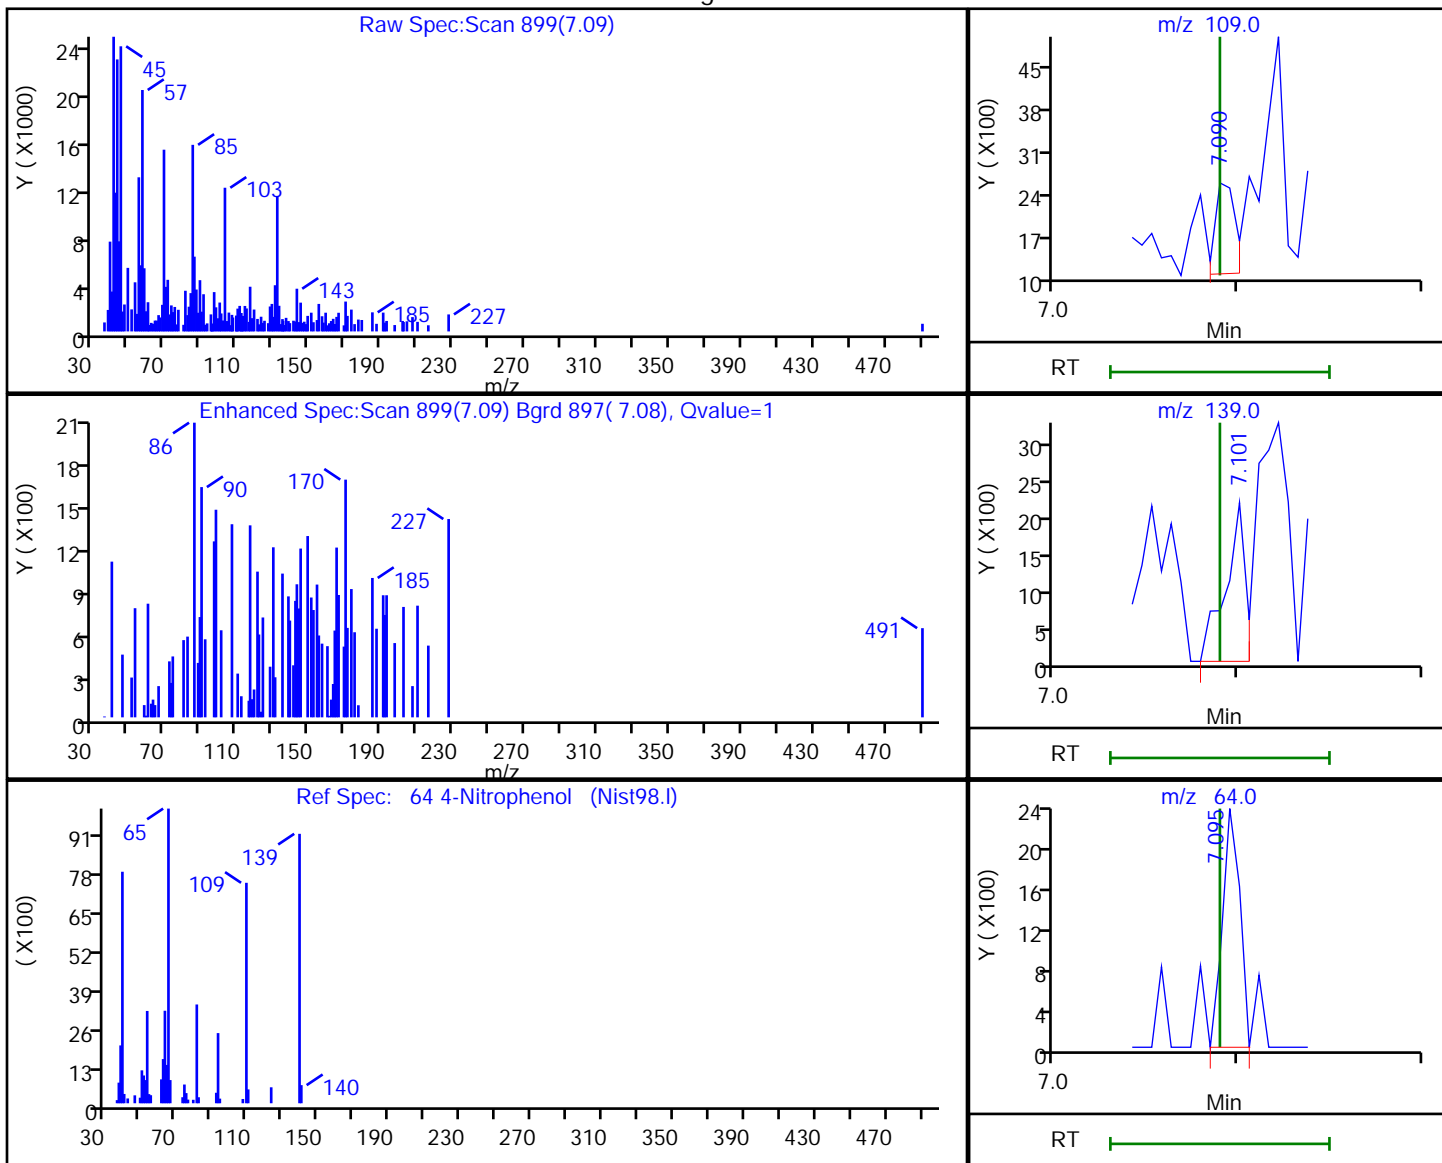 Raw Spec:Scan 899(7.09)
Y ( X1000)
24
20
16
12
8
4
0
45
57
85
103
143
185
227
30 70 110 150 190 230 270 310 350 390 430 470
m/z
m/z 109.0
Y ( X100)
45
38
31
24
17
10
7.090
7.0
Min
RT
Enhanced Spec:Scan 899(7.09) Bgrd 897( 7.08), Qvalue=1
Y ( X100)
21
18
15
12
9
6
3
0
86
90
170
227
185
491
30 70 110 150 190 230 270 310 350 390 430 470
m/z
m/z 139.0
Y ( X100)
30
25
20
15
10
5
0
7.101
7.0
Min
RT
Ref Spec: 64 4-Nitrophenol (Nist98.l)
( X100)
91
78
65
52
39
26
13
0
65
139
109
140
30 70 110 150 190 230 270 310 350 390 430 470
m/z 64.0
Y ( X100)
24
20
16
12
8
4
0
7.095
7.0
Min
RT